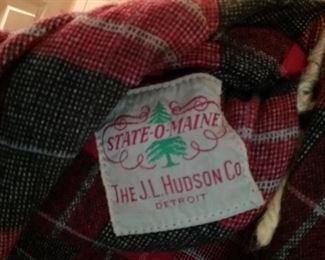 STATE-O-MAINE
THE J.L. HUDSON CO.
DETROIT